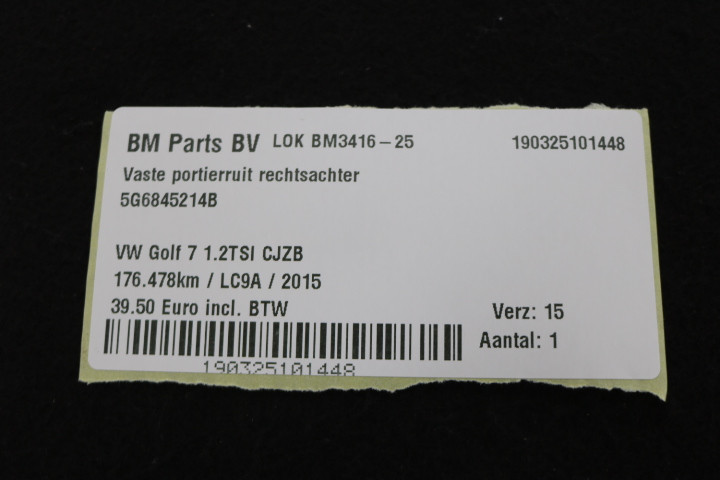 BM Parts BV LOK BM3416-25 190325101448
Vaste portierruit rechtsachter
5G6845214B
VW Golf 7 1.2TSI CJZB
176.478km / LC9A / 2015
39.50 Euro incl. BTW
Verz: 15
Aantal: 1
190325101448